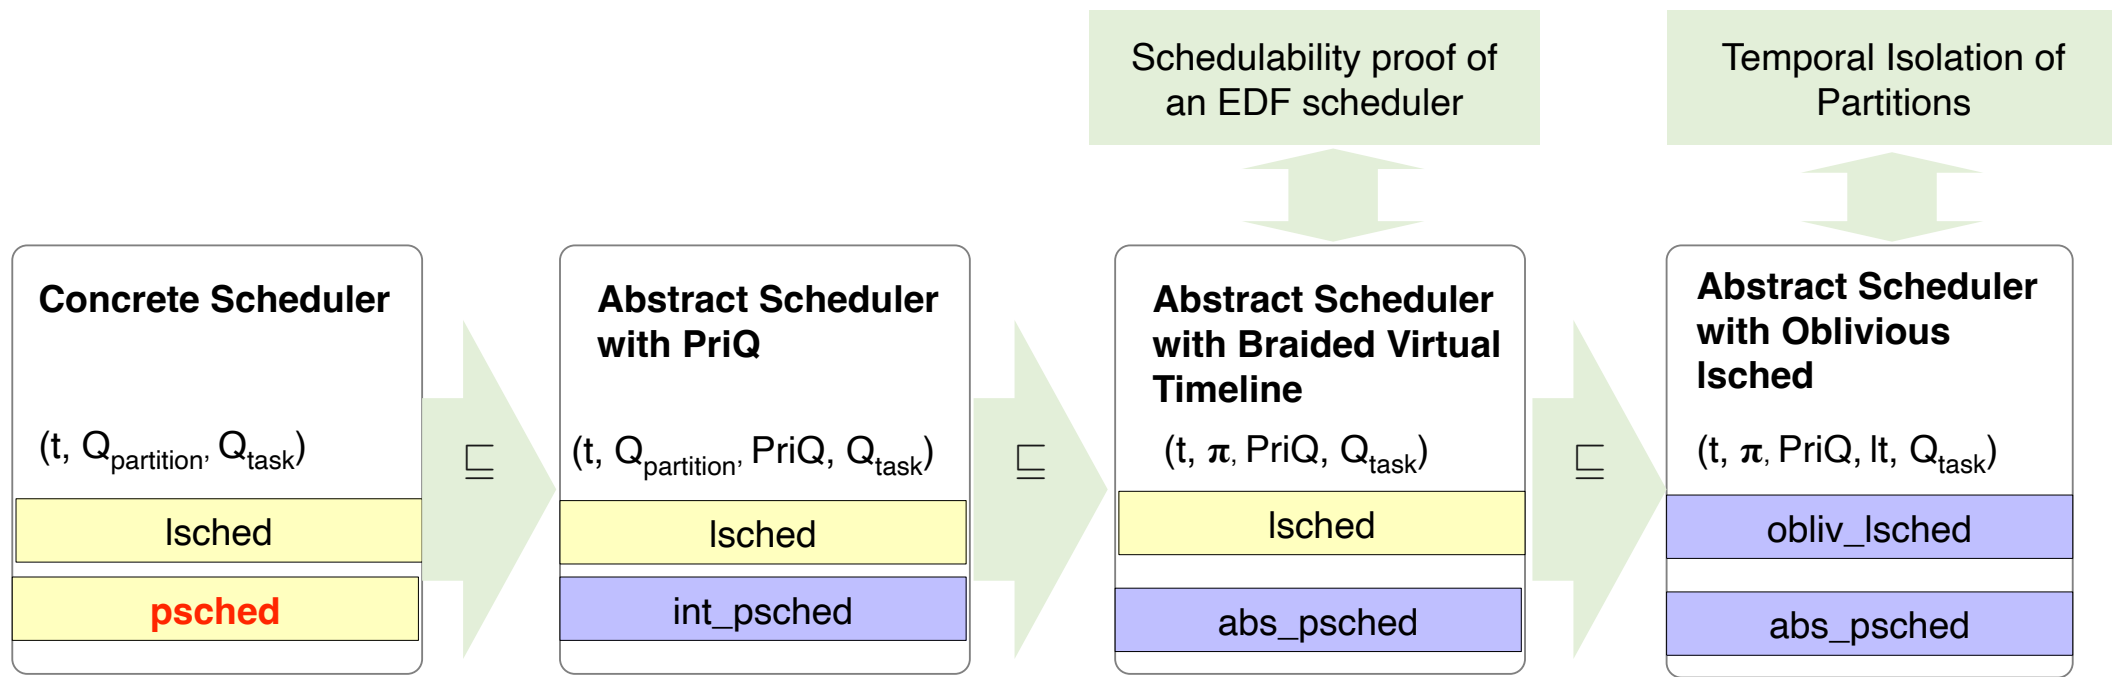 Schedulability proof of
an EDF scheduler
Temporal Isolation of
Partitions
Concrete Scheduler
(t, Qpartition, Qtask)
lsched
psched
⊑
Abstract Scheduler
with PriQ
(t, Qpartition, PriQ, Qtask)
lsched
int_psched
⊑
Abstract Scheduler
with Braided Virtual
Timeline
(t, π, PriQ, Qtask)
lsched
abs_psched
⊑
Abstract Scheduler
with Oblivious
lsched
(t, π, PriQ, lt, Qtask)
obliv_lsched
abs_psched